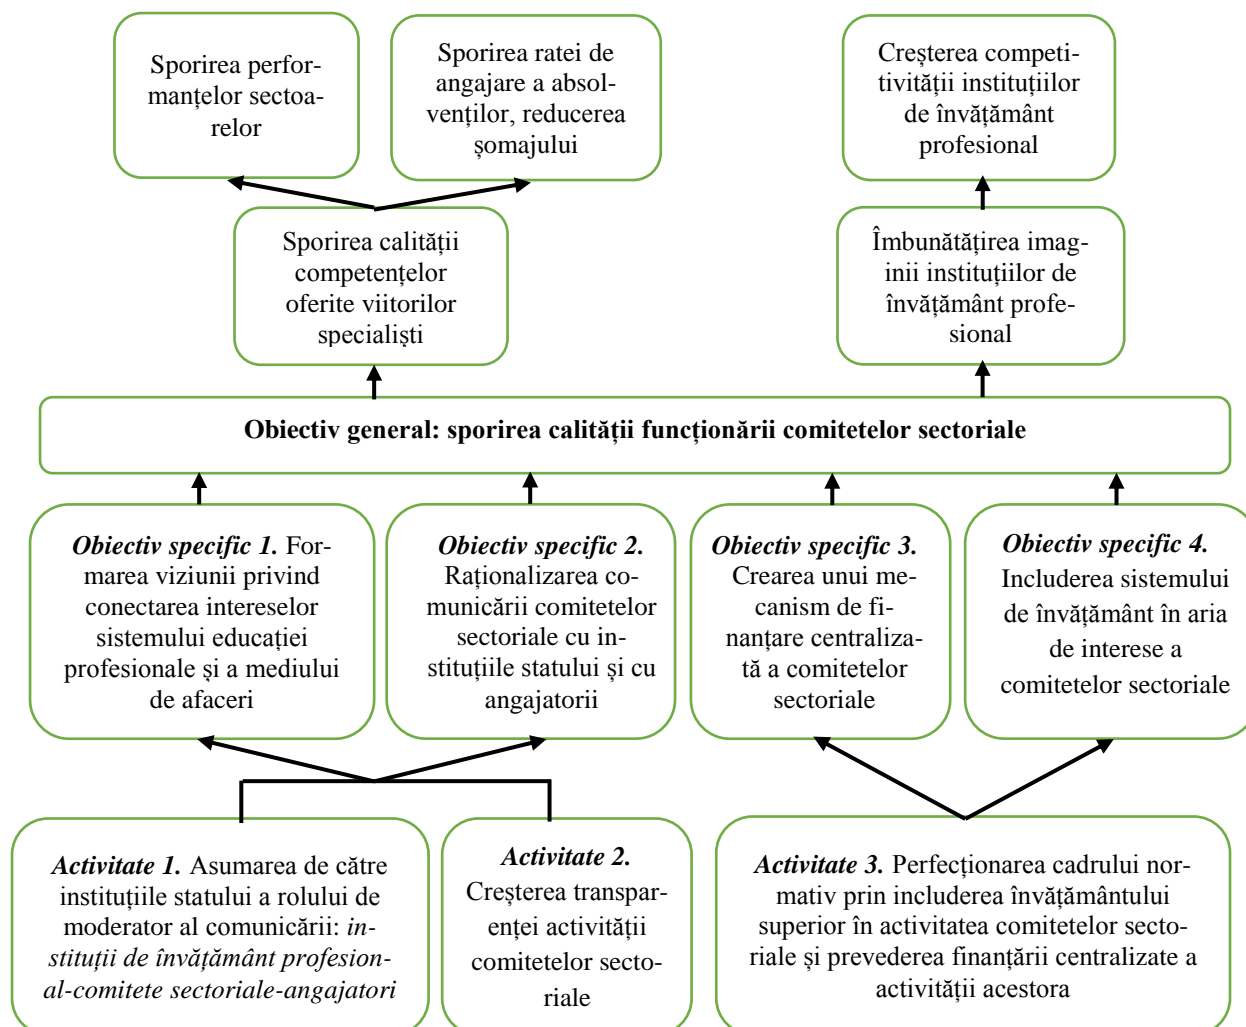 Sporirea perfor-
manțelor sectoa-
relor
Sporirea ratei de
angajare a absol-
venților, reducerea
șomajului
Creșterea competi-
tivității instituțiilor
de învățământ
profesional
Sporirea calității
competențelor
oferite viitorilor
specialiști
Îmbunătățirea imag-
inii instituțiilor de
învățământ profe-
sional
Obiectiv general: sporirea calității funcționării comitetelor sectoriale
Obiectiv specific 1. For-
marea viziunii privind
conectarea intereselor
sistemului educației
profesionale și a mediului
de afaceri
Obiectiv specific 2.
Raționalizarea co-
municării comitetelor
sectoriale cu in-
stituțiile statului și cu
angajatorii
Obiectiv specific 3.
Crearea unui me-
canism de fi-
nanțare centraliza-
tă a comitetelor
sectoriale
Obiectiv specific 4.
Includerea sistemului
de învățământ în aria
de interese a
comitetelor sectoriale
Activitate 1. Asumarea de către
instituțiile statului a rolului de
moderator al comunicării: in-
stituții de învățământ profesion-
al-comitete sectoriale-angajatori
Activitate 2.
Creșterea transpar-
enței activității
comitetelor secto-
riale
Activitate 3. Perfecționarea cadrului nor-
mativ prin includerea învățământului
superior în activitatea comitetelor secto-
riale și prevederea finanțării centralizate a
activității acestora